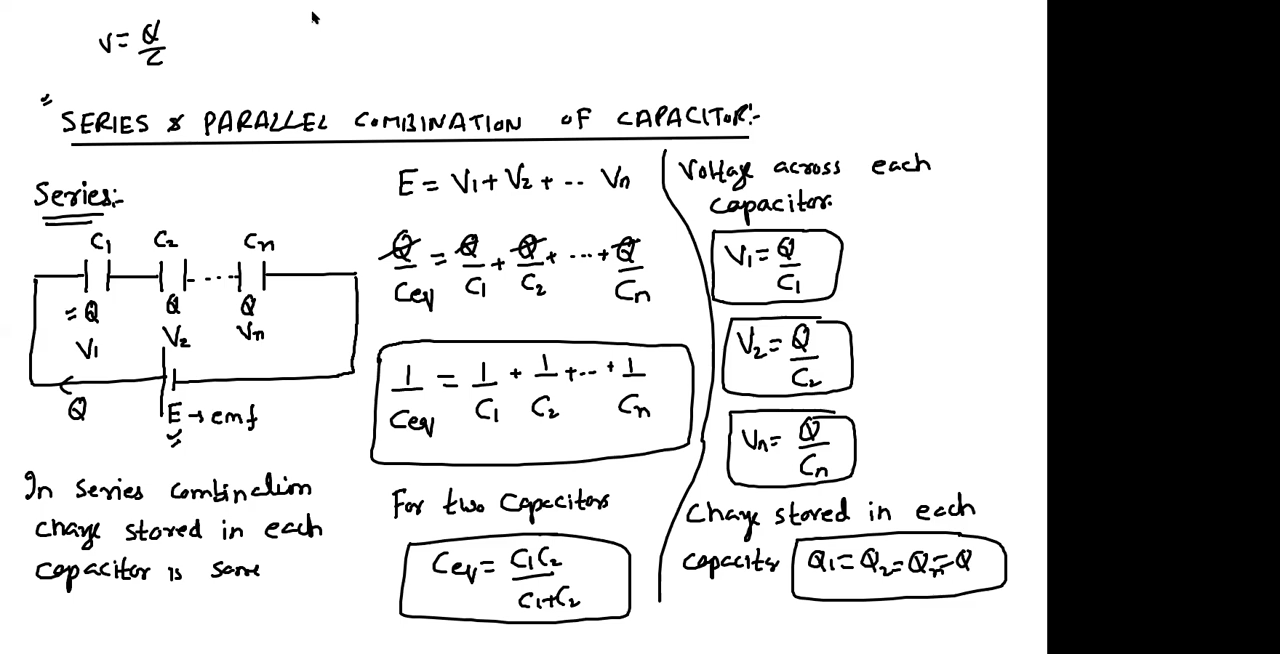 V = Q/C
SERIES & PARALLEL COMBINATION OF CAPACITOR:-
Series:-
C1 C2 Cn
= Q Q Q
V1 V2 Vn
Q
E → emf
In series combination
charge stored in each
capacitor is same
E = V1 + V2 + .. Vn
Q/Ceq = Q/C1 + Q/C2 + ... + Q/Cn
1/Ceq = 1/C1 + 1/C2 + .. + 1/Cn
For two capacitors
Ceq = C1C2/C1+C2
Voltage across each
capacitor.
V1 = Q/C1
V2 = Q/C2
Vn = Q/Cn
Charge stored in each
capacitor Q1 = Q2 = Qn = Q